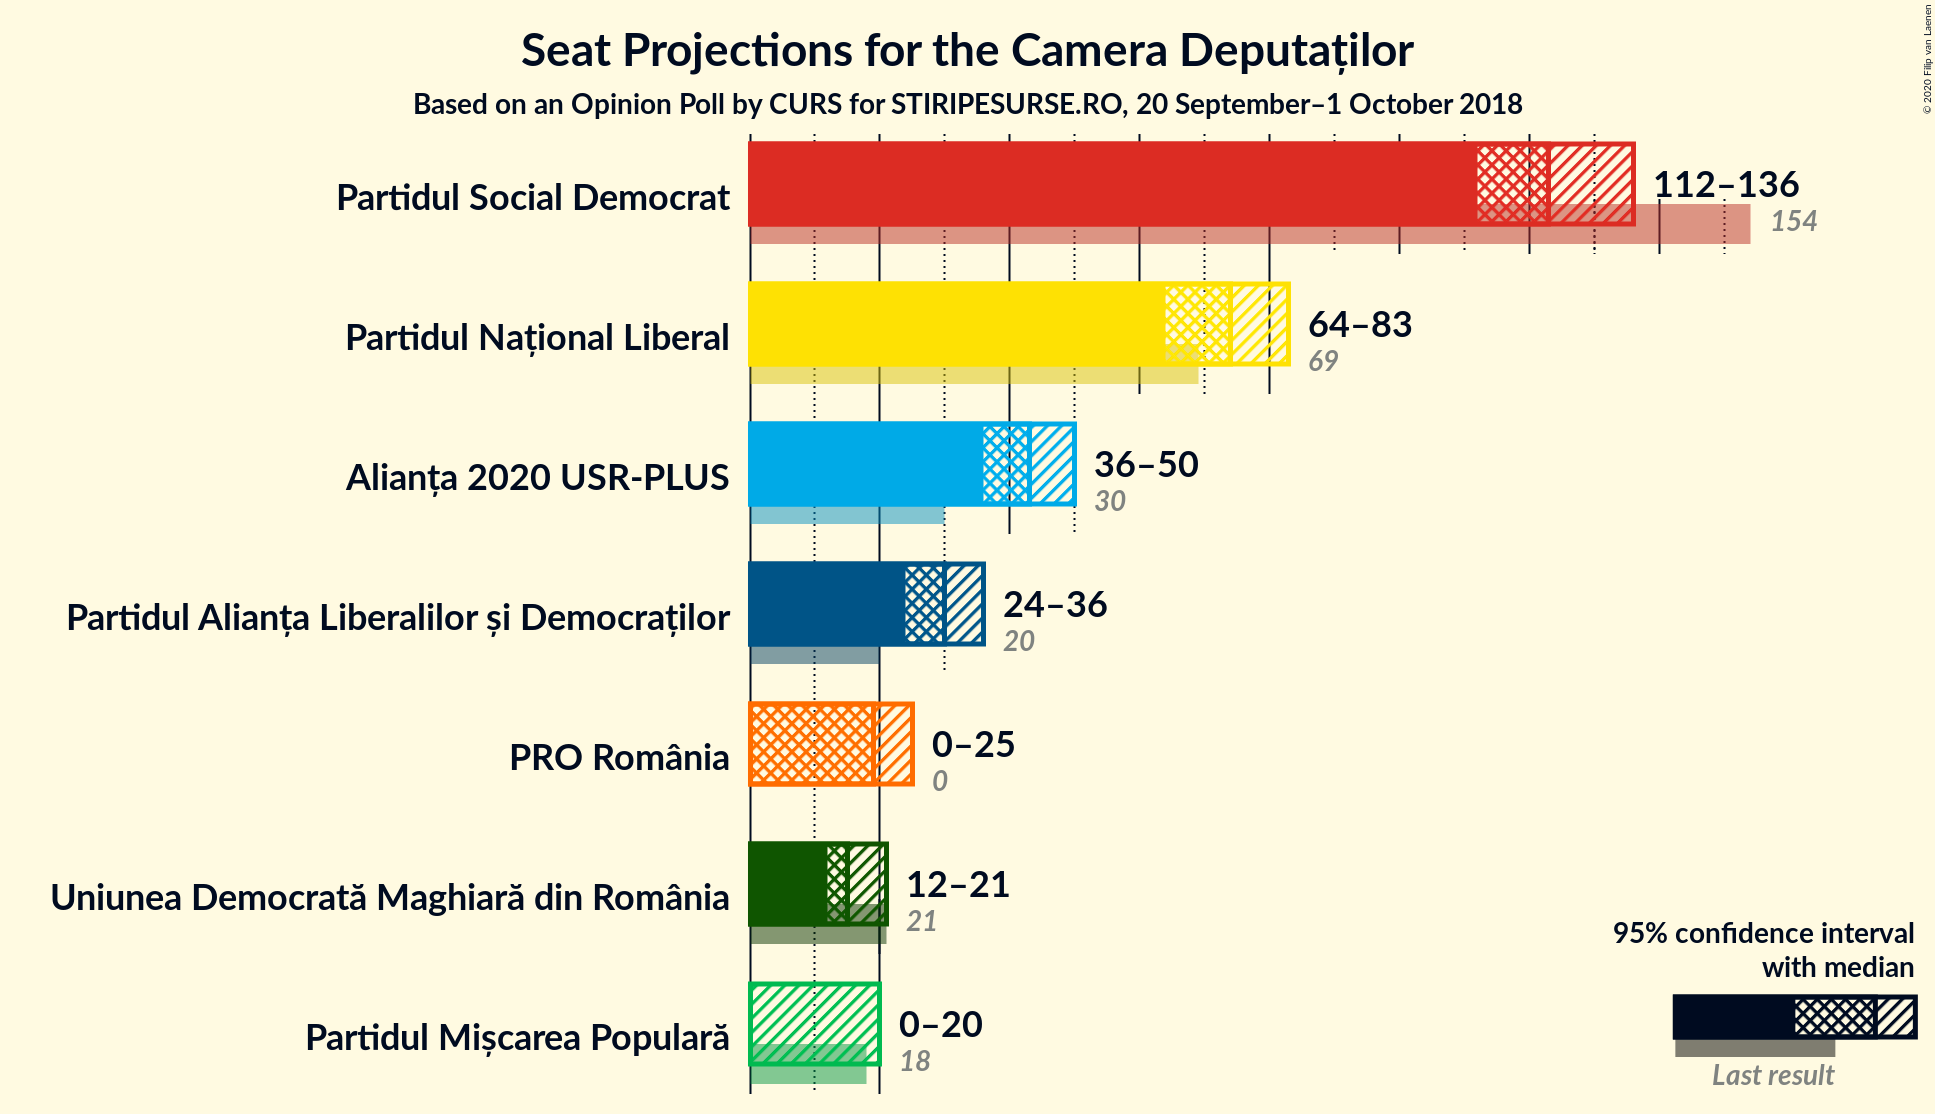 Seat Projections for the Camera Deputaților
Based on an Opinion Poll by CURS for STIRIPESURSE.RO, 20 September–1 October 2018
© 2020 Filip van Laenen
Partidul Social Democrat
112–136
154
Partidul Național Liberal
64–83
69
Alianța 2020 USR-PLUS
36–50
30
Partidul Alianța Liberalilor și Democraților
24–36
20
PRO România
0–25
0
Uniunea Democrată Maghiară din România
12–21
21
Partidul Mișcarea Populară
0–20
18
95% confidence interval
with median
Last result